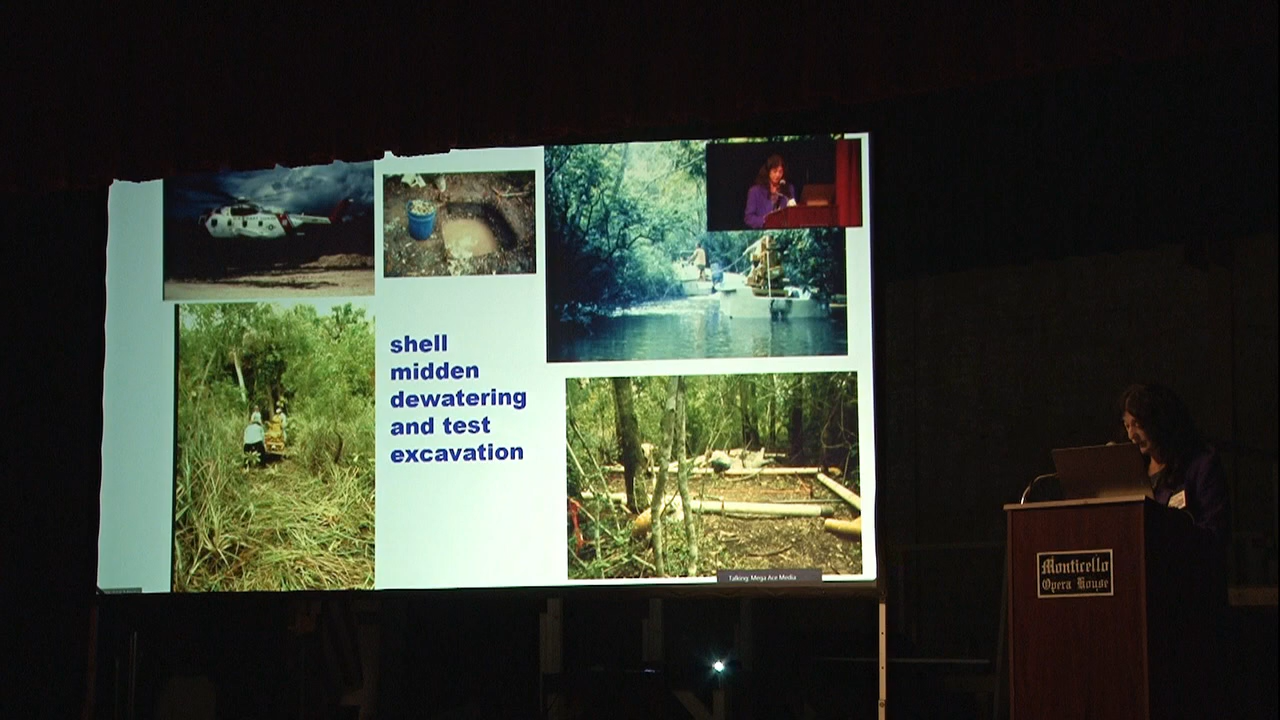 shell
midden
dewatering
and test
excavation
Talking: Mega Ace Media
Monticello
Opera House